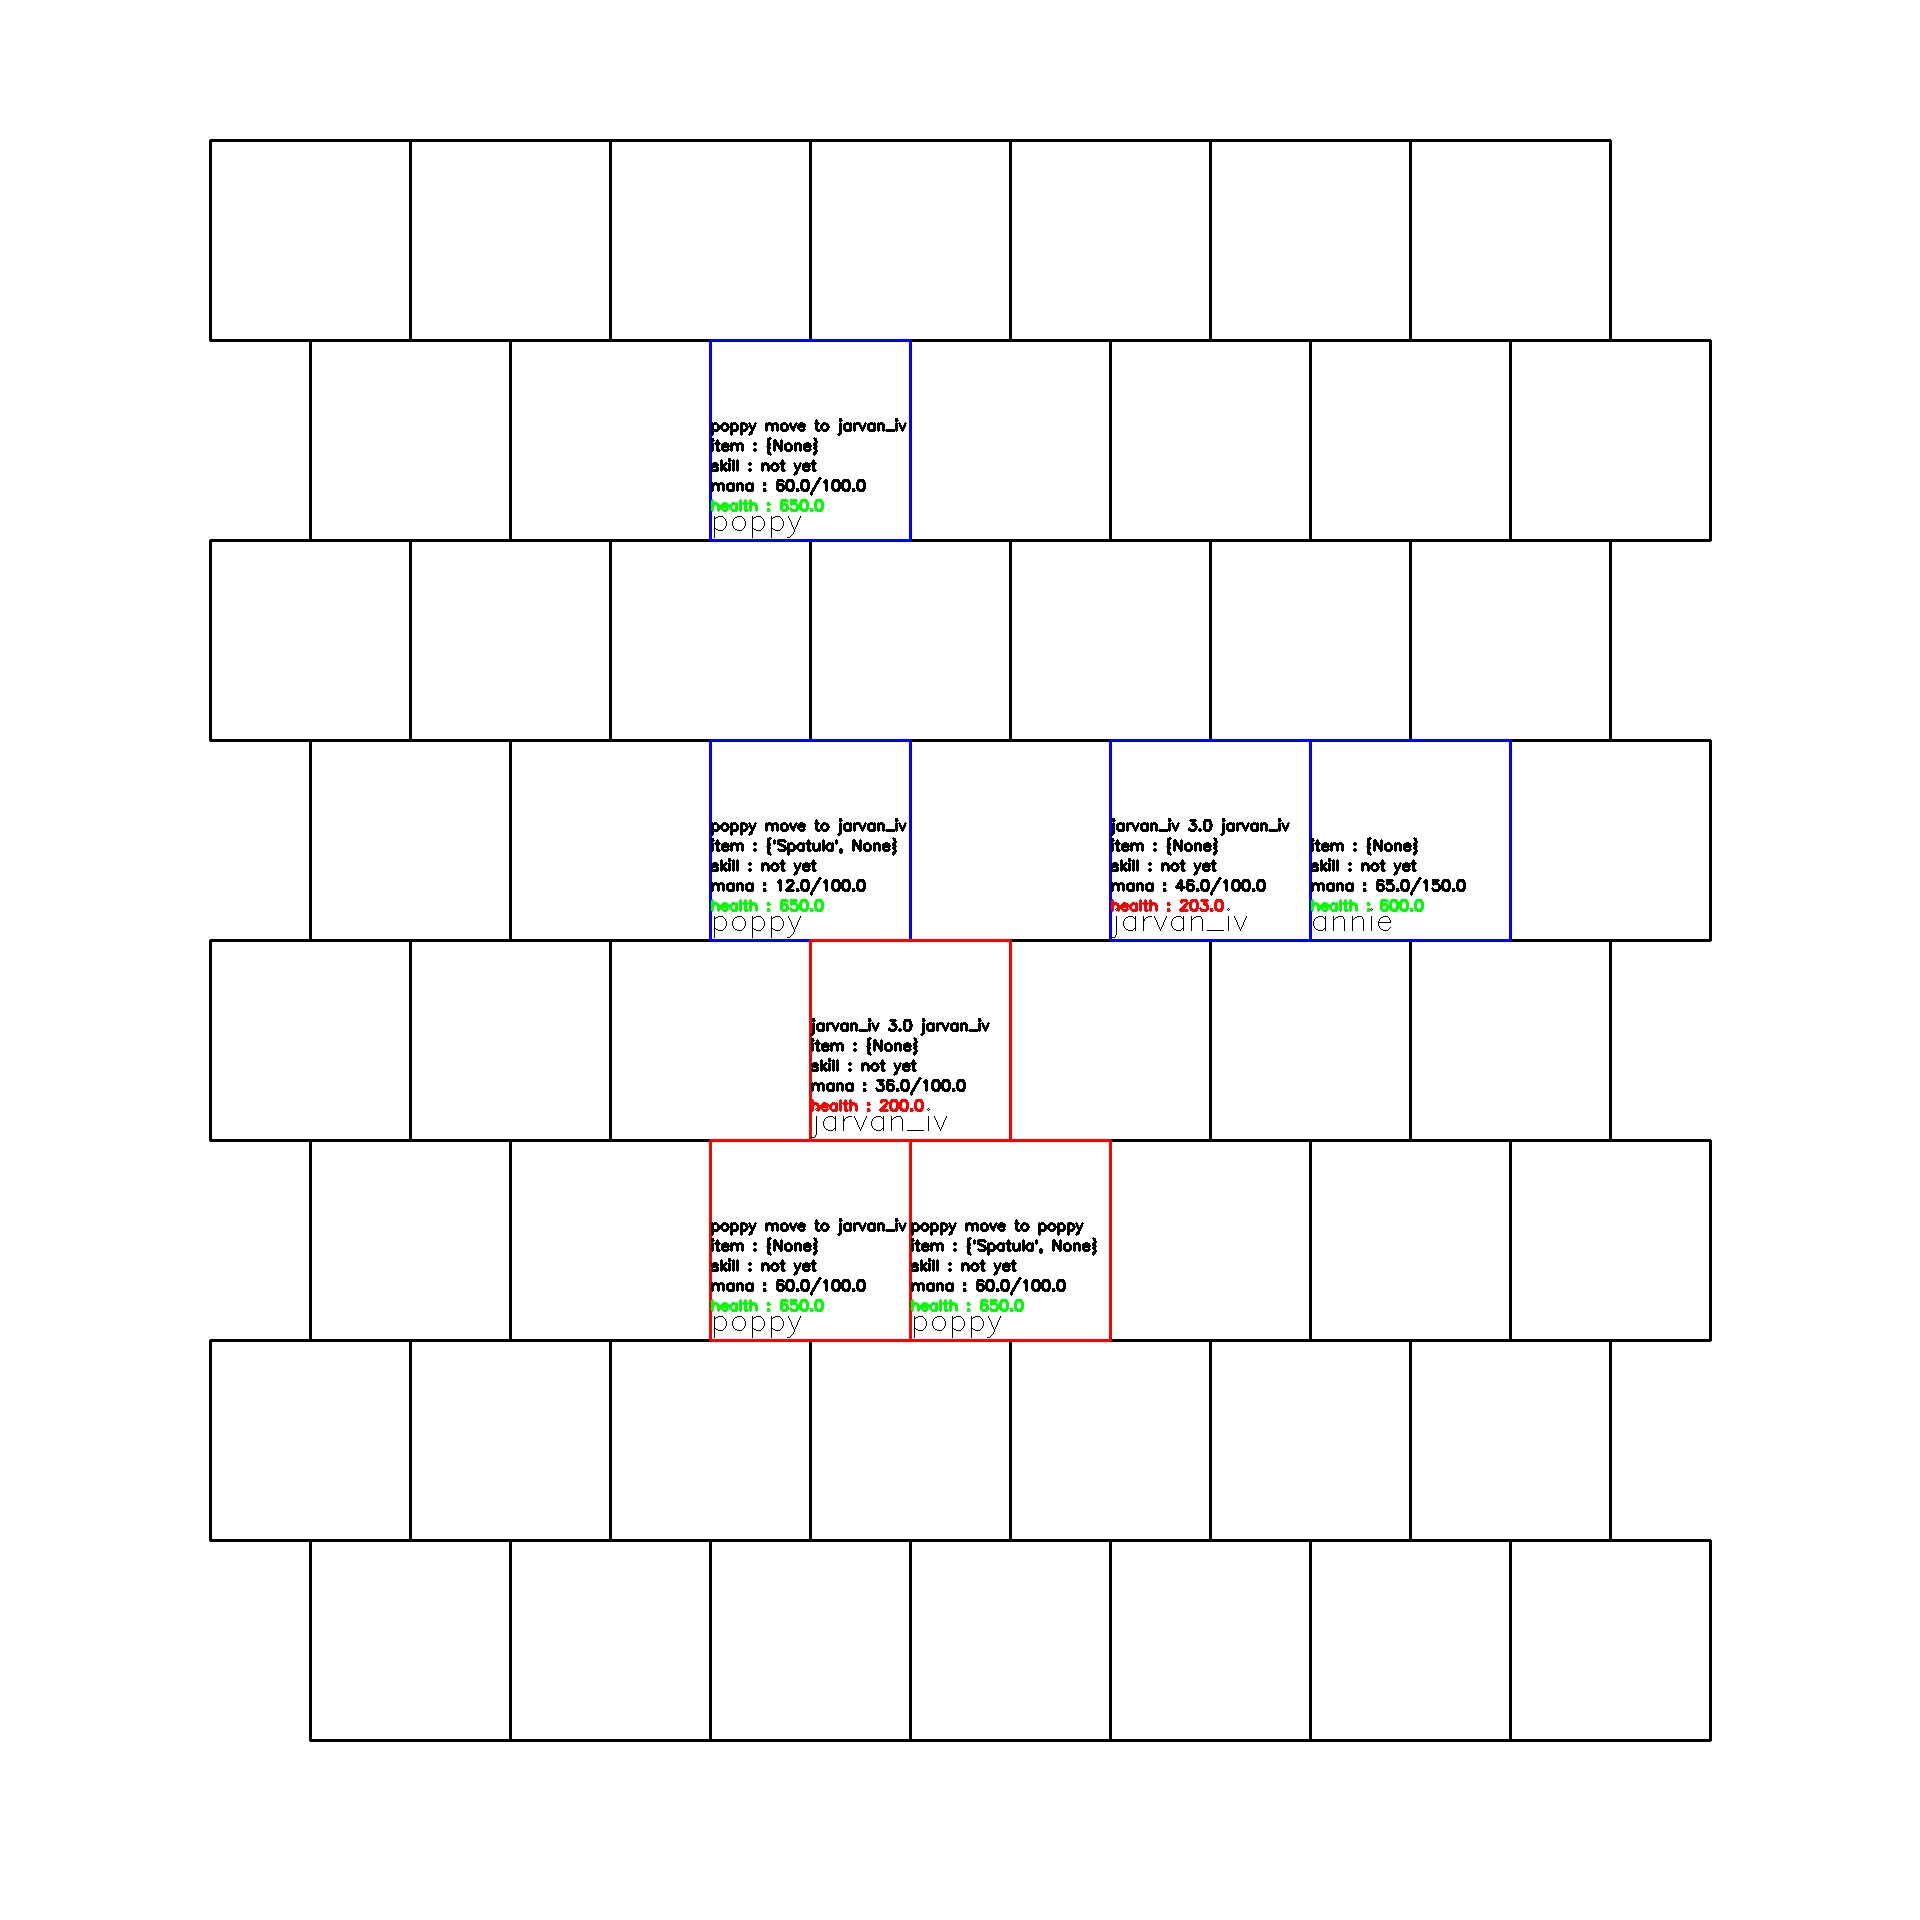 poppy move to jarvan_iv
item : {None}
skill : not yet
mana : 60.0/100.0
health : 650.0
poppy
poppy move to jarvan_iv
item : {'Spatula', None}
skill : not yet
mana : 12.0/100.0
health : 650.0
poppy
jarvan_iv 3.0 jarvan_iv
item : {None}
skill : not yet
mana : 46.0/100.0
health : 203.0
jarvan_iv
item : {None}
skill : not yet
mana : 65.0/150.0
health : 600.0
annie
jarvan_iv 3.0 jarvan_iv
item : {None}
skill : not yet
mana : 36.0/100.0
health : 200.0
jarvan_iv
poppy move to jarvan_iv
item : {None}
skill : not yet
mana : 60.0/100.0
health : 650.0
poppy
poppy move to poppy
item : {'Spatula', None}
skill : not yet
mana : 60.0/100.0
health : 650.0
poppy